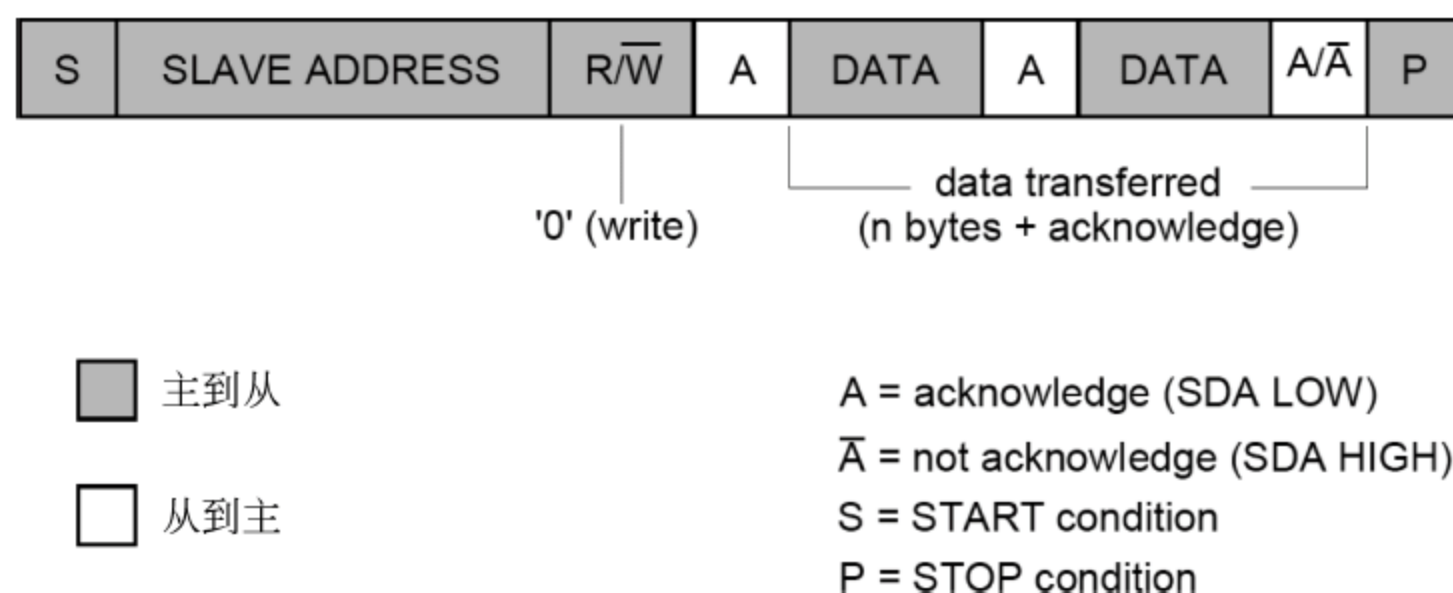 S SLAVE ADDRESS R/W̅ A DATA A DATA A/A̅ P
data transferred
'0' (write) (n bytes + acknowledge)
主到从 A = acknowledge (SDA LOW)
A̅ = not acknowledge (SDA HIGH)
从到主 S = START condition
P = STOP condition